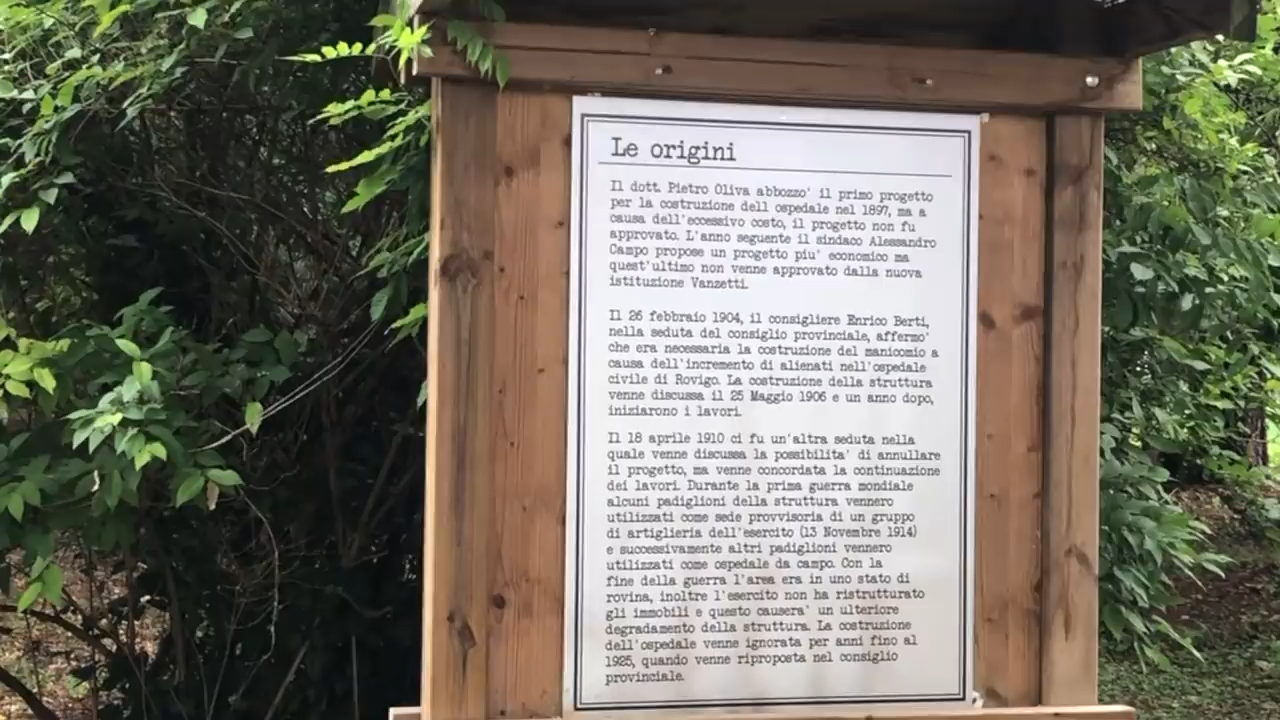 Le origini
Il dott. Pietro Oliva abbozzo' il primo progetto
per la costruzione dell ospedale nel 1897, ma a
causa dell'eccessivo costo, il progetto non fu
approvato. L'anno seguente il sindaco Alessandro
Campo propose un progetto piu' economico ma
quest'ultimo non venne approvato dalla nuova
istituzione Vanzetti.
Il 26 febbraio 1904, il consigliere Enrico Berti,
nella seduta del consiglio provinciale, affermo'
che era necessaria la costruzione del manicomio a
causa dell'incremento di alienati nell'ospedale
civile di Rovigo. La costruzione della struttura
venne discussa il 25 Maggio 1906 e un anno dopo,
iniziarono i lavori.
Il 18 aprile 1910 ci fu un'altra seduta nella
quale venne discussa la possibilita' di annullare
il progetto, ma venne concordata la continuazione
dei lavori. Durante la prima guerra mondiale
alcuni padiglioni della struttura vennero
utilizzati come sede provvisoria di un gruppo
di artiglieria dell'esercito (13 Novembre 1914)
e successivamente altri padiglioni vennero
utilizzati come ospedale da campo. Con la
fine della guerra l'area era in uno stato di
rovina, inoltre l'esercito non ha ristrutturato
gli immobili e questo causera' un ulteriore
degradamento della struttura. La costruzione
dell'ospedale venne ignorata per anni fino al
1925, quando venne riproposta nel consiglio
provinciale.